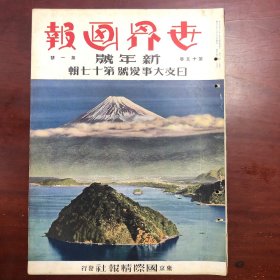 報画界世
新年號
第十五卷
第一號
日支大事變號第十七輯
東京國際情報社發行